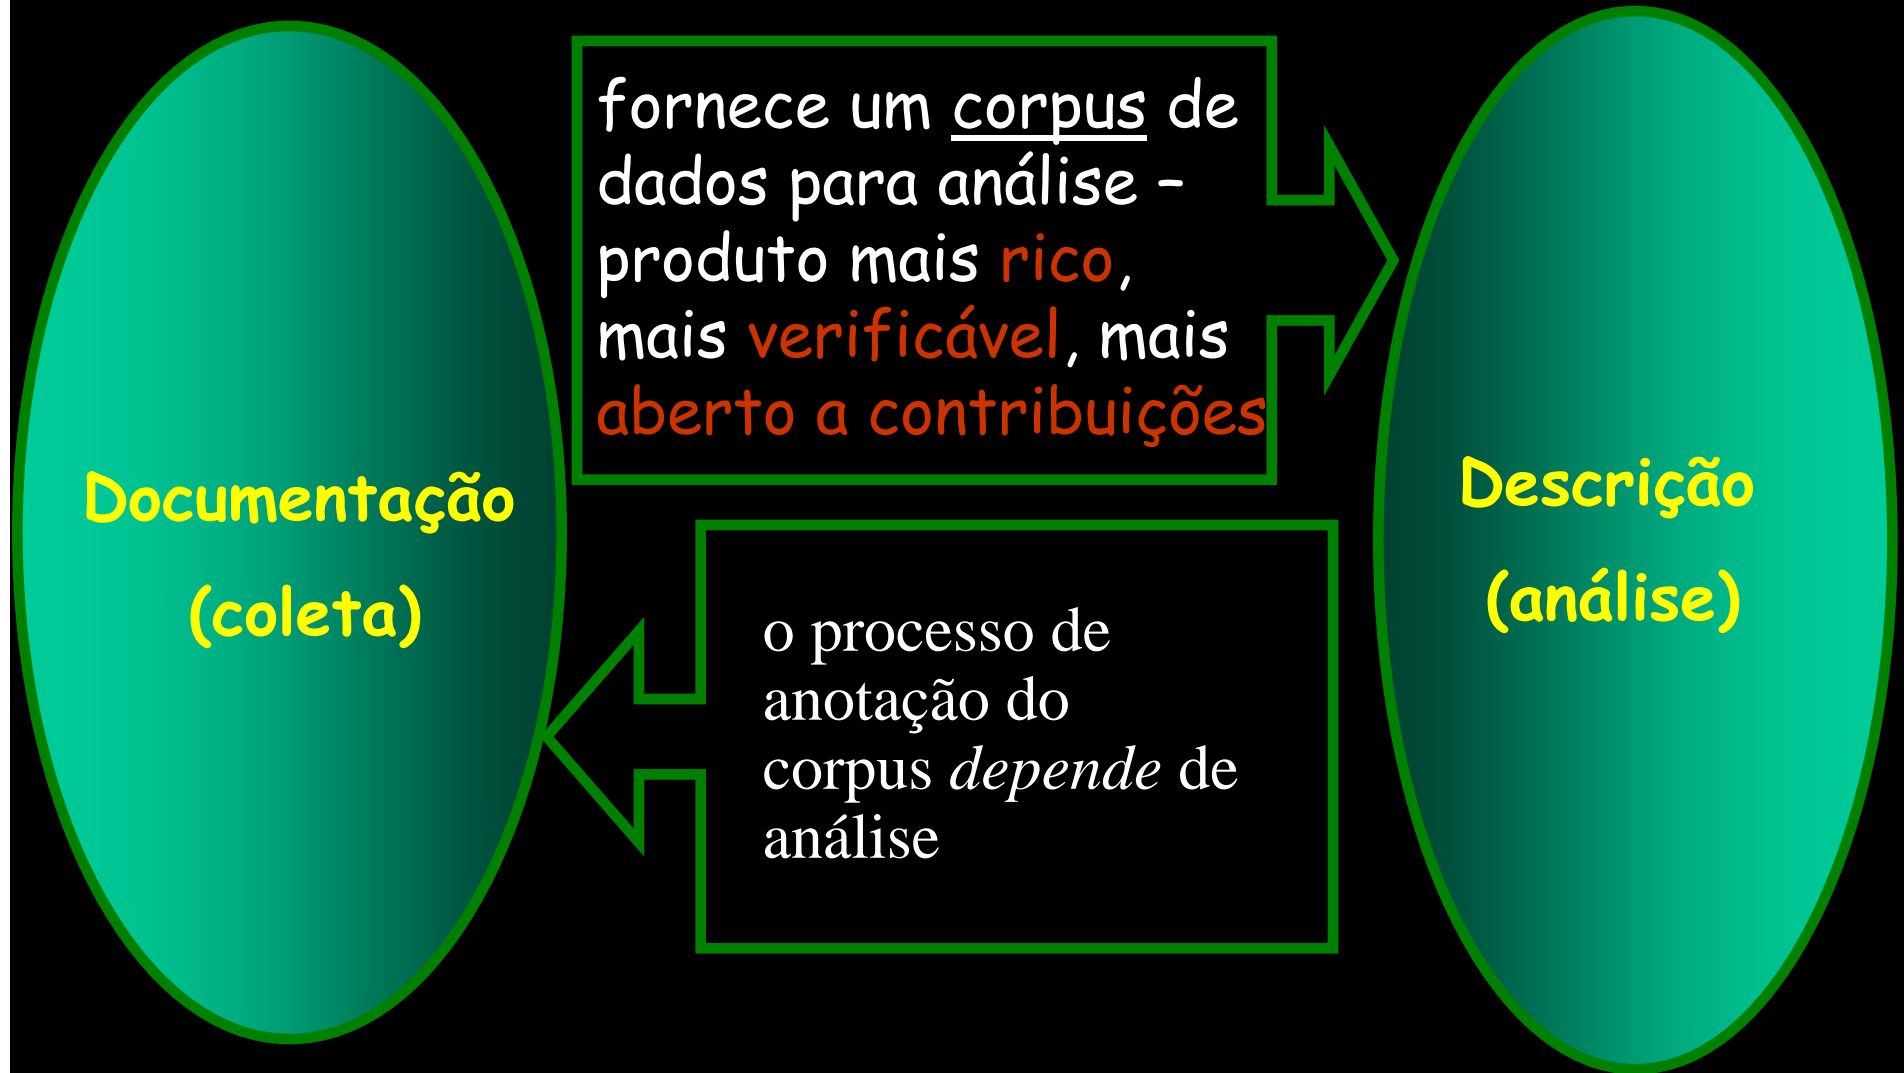 Documentação
(coleta)
fornece um corpus de
dados para análise –
produto mais rico,
mais verificável, mais
aberto a contribuições
o processo de
anotação do
corpus depende de
análise
Descrição
(análise)